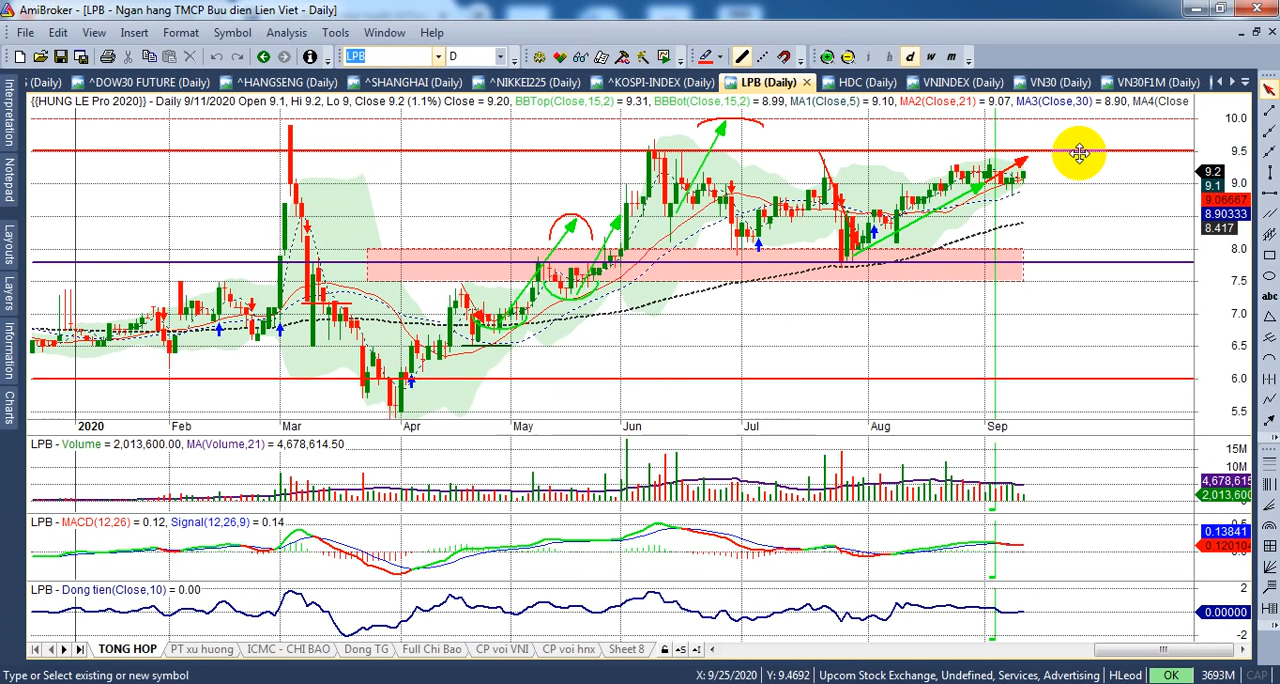 AmiBroker - [LPB - Ngan hang TMCP Buu dien Lien Viet - Daily]
File Edit View Insert Format Symbol Analysis Tools Window Help
LPB D i h d w m
(Daily) ^DOW30 FUTURE (Daily) ^HANGSENG (Daily) ^SHANGHAI (Daily) ^NIKKEI225 (Daily) ^KOSPI-INDEX (Daily) LPB (Daily) HDC (Daily) VNINDEX (Daily) VN30 (Daily) VN30F1M (Daily)
{{HUNG LE Pro 2020}} - Daily 9/11/2020 Open 9.1, Hi 9.2, Lo 9, Close 9.2 (1.1%) Close = 9.20, BBTop(Close,15,2) = 9.31, BBBot(Close,15,2) = 8.99, MA1(Close,5) = 9.10, MA2(Close,21) = 9.07, MA3(Close,30) = 8.90, MA4(Close
Interpretation
Notepad
Layouts
Layers
Information
Charts
10.0
9.5
9.2
9.1
9.0
9.06667
8.90333
8.417
8.0
7.5
7.0
6.5
6.0
5.5
abc
2020 Feb Mar Apr May Jun Jul Aug Sep
LPB - Volume = 2,013,600.00, MA(Volume,21) = 4,678,614.50
15M
10M
4,678,615
2,013,600
LPB - MACD(12,26) = 0.12, Signal(12,26,9) = 0.14
0.13841
0.120104
LPB - Dong tien(Close,10) = 0.00
2
0.00000
-2
TONG HOP PT xu huong ICMC - CHI BAO Dong TG Full Chi Bao CP voi VNI CP voi hnx Sheet 8
Type or Select existing or new symbol X: 9/25/2020 Y: 9.4692 Upcom Stock Exchange, Undefined, Services, Advertising HLeod OK 3693M CAP